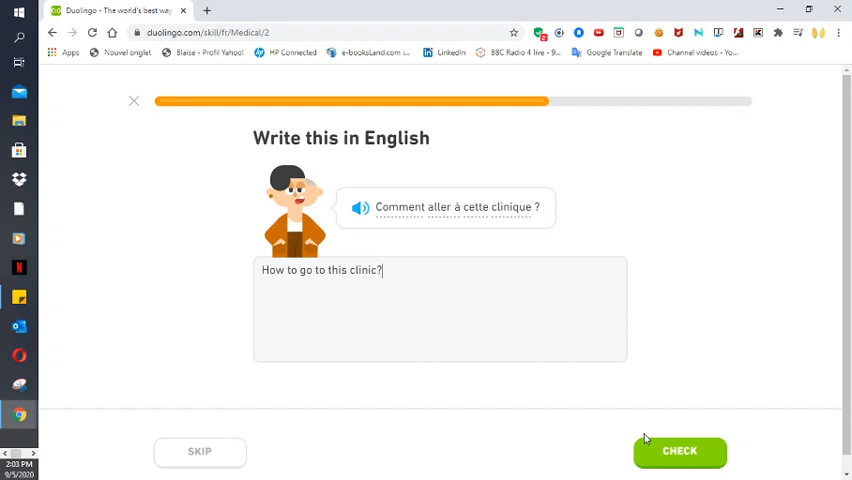 Duolingo - The world's best way
duolingo.com/skill/fr/Medical/2
Apps
Nouvel onglet
Blaise - Profil Yahoo!
HP Connected
e-booksLand.com :...
LinkedIn
BBC Radio 4 live - 9...
Google Translate
Channel videos - Yo...
Write this in English
Comment aller à cette clinique ?
How to go to this clinic?
SKIP
CHECK
2:03 PM
9/5/2020